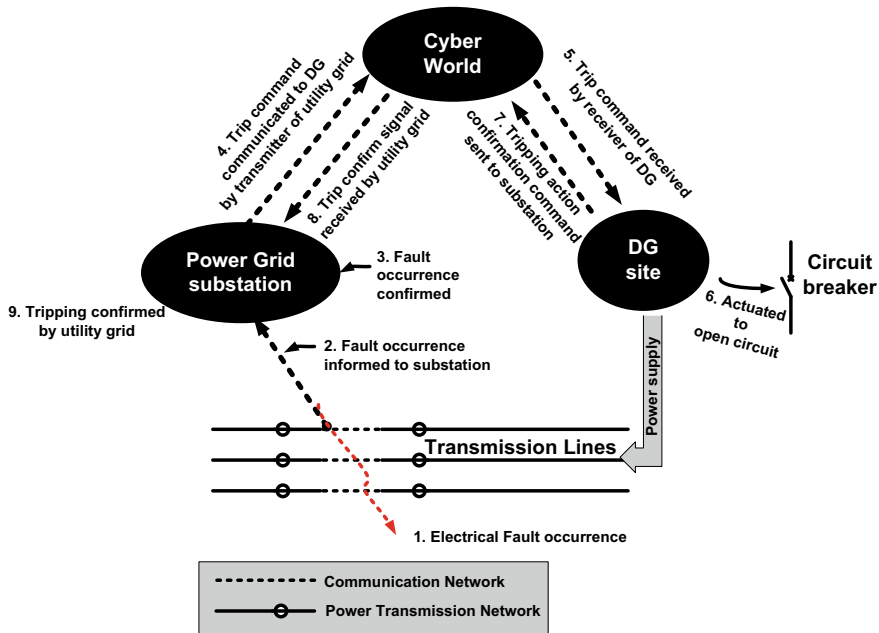 Cyber
World
4. Trip command
communicated to DG
by transmitter of utility grid
8. Trip confirm signal
received by utility grid
5. Trip command received
by receiver of DG
7. Tripping action
confirmation command
sent to substation
Power Grid
substation
3. Fault
occurrence
confirmed
DG
site
Circuit
breaker
6. Actuated
to
open circuit
9. Tripping confirmed
by utility grid
2. Fault occurrence
informed to substation
Power supply
Transmission Lines
1. Electrical Fault occurrence
Communication Network
Power Transmission Network